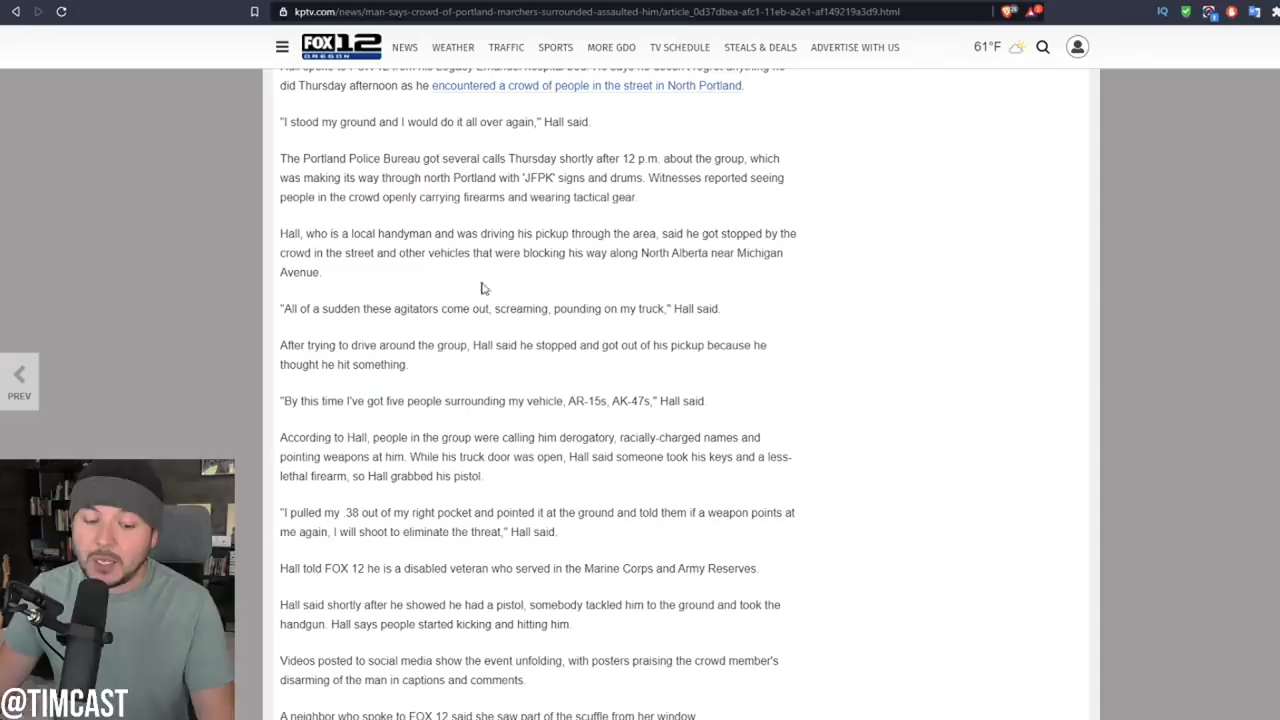 kptv.com/news/man-says-crowd-of-portland-marchers-surrounded-assaulted-him/article_0d37dbea-afc1-11eb-a2e1-af149219a3d9.html
FOX 12
OREGON
NEWS WEATHER TRAFFIC SPORTS MORE GDO TV SCHEDULE STEALS & DEALS ADVERTISE WITH US
61°F
did Thursday afternoon as he encountered a crowd of people in the street in North Portland.
"I stood my ground and I would do it all over again," Hall said.
The Portland Police Bureau got several calls Thursday shortly after 12 p.m. about the group, which
was making its way through north Portland with 'JFPK' signs and drums. Witnesses reported seeing
people in the crowd openly carrying firearms and wearing tactical gear.
Hall, who is a local handyman and was driving his pickup through the area, said he got stopped by the
crowd in the street and other vehicles that were blocking his way along North Alberta near Michigan
Avenue.
"All of a sudden these agitators come out, screaming, pounding on my truck," Hall said.
After trying to drive around the group, Hall said he stopped and got out of his pickup because he
thought he hit something.
PREV
"By this time I've got five people surrounding my vehicle, AR-15s, AK-47s," Hall said.
According to Hall, people in the group were calling him derogatory, racially-charged names and
pointing weapons at him. While his truck door was open, Hall said someone took his keys and a less-
lethal firearm, so Hall grabbed his pistol.
"I pulled my .38 out of my right pocket and pointed it at the ground and told them if a weapon points at
me again, I will shoot to eliminate the threat," Hall said.
Hall told FOX 12 he is a disabled veteran who served in the Marine Corps and Army Reserves.
Hall said shortly after he showed he had a pistol, somebody tackled him to the ground and took the
handgun. Hall says people started kicking and hitting him.
Videos posted to social media show the event unfolding, with posters praising the crowd member's
disarming of the man in captions and comments.
A neighbor who spoke to FOX 12 said she saw part of the scuffle from her window.
@TIMCAST